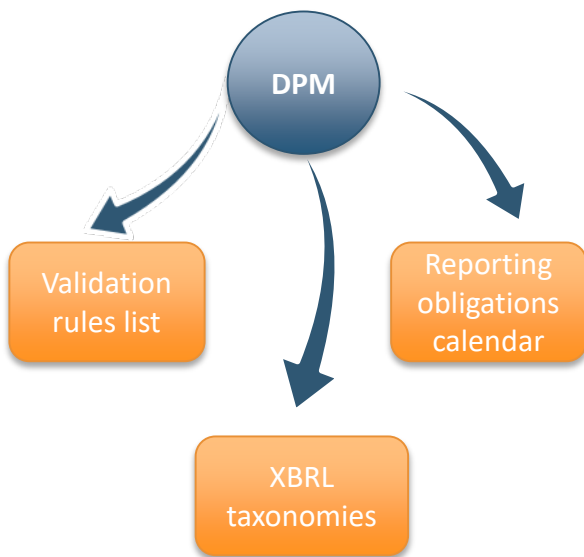 DPM
Validation
rules list
Reporting
obligations
calendar
XBRL
taxonomies